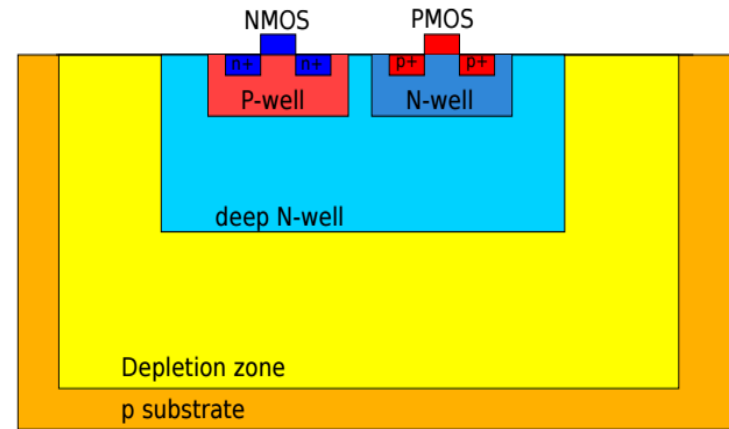 NMOS PMOS
n+ n+ p+ p+
P-well N-well
deep N-well
Depletion zone
p substrate